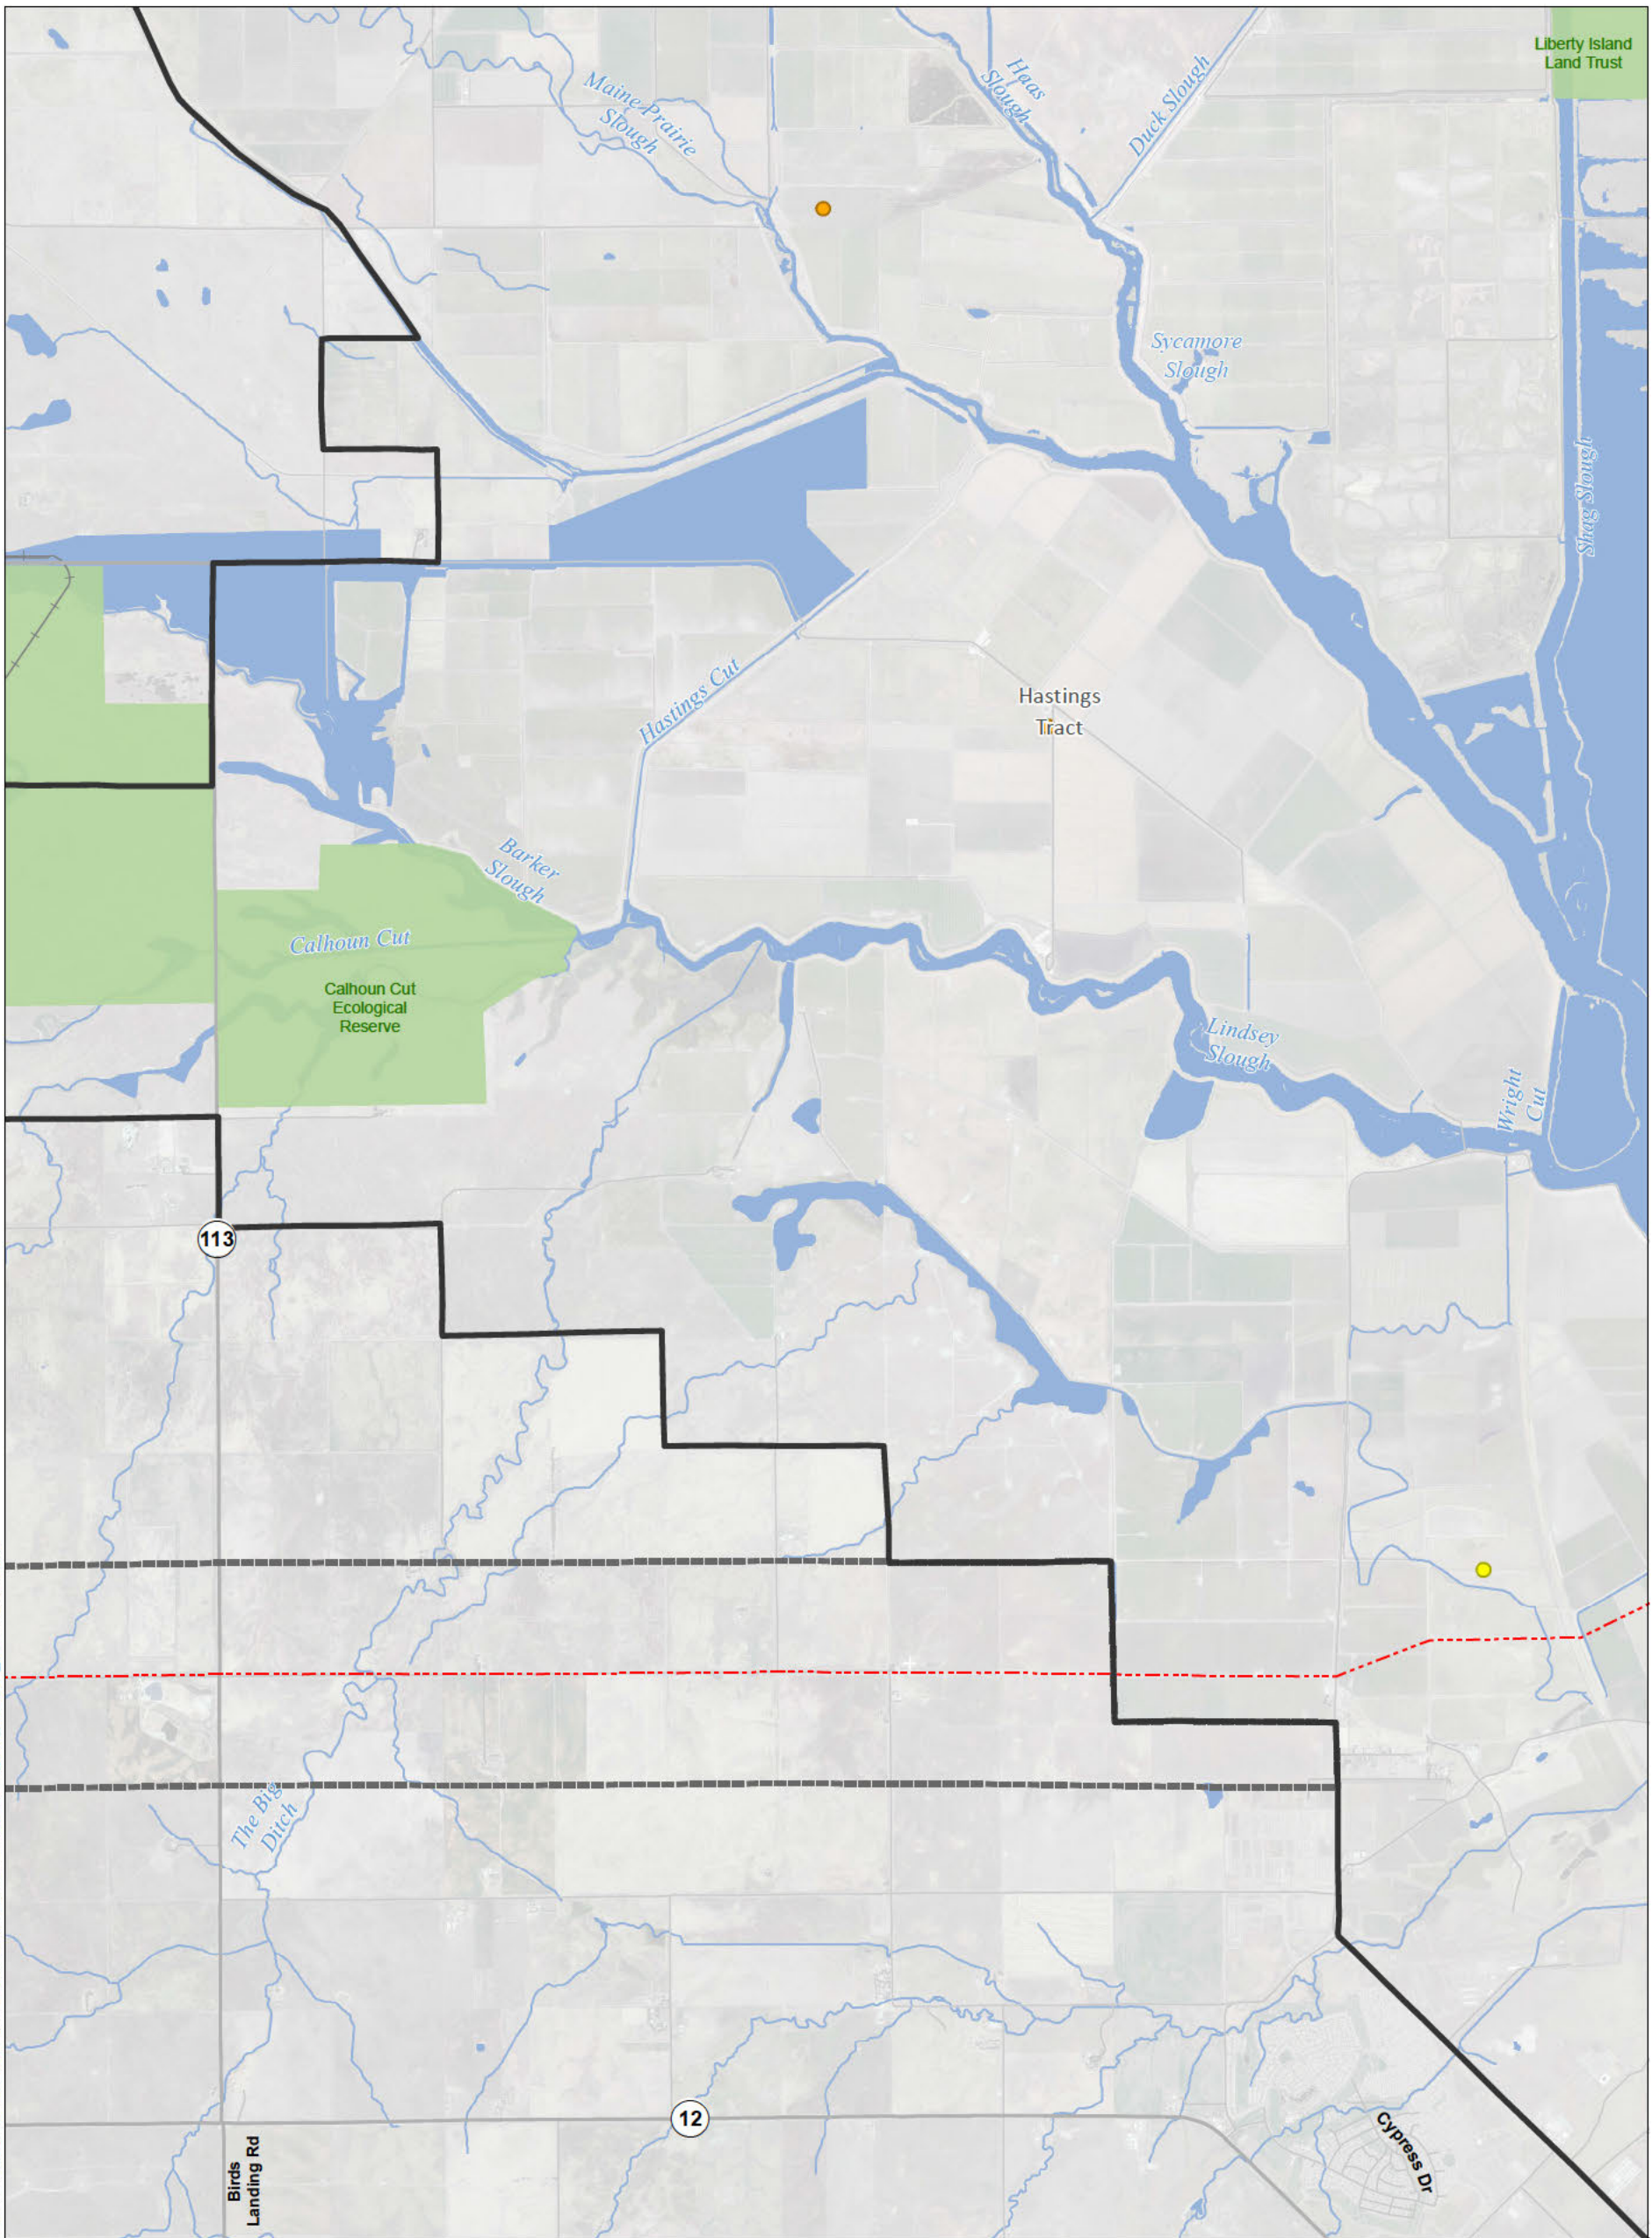 Liberty Island
Land Trust
Haas
Slough
Duck Slough
Maine Prairie
Slough
Sycamore
Slough
Shag Slough
Hastings Cut
Hastings
Tract
Barker
Slough
Calhoun Cut
Calhoun Cut
Ecological
Reserve
Lindsey
Slough
Wright
Cut
113
The Big
Ditch
12
Cypress Dr
Birds
Landing Rd